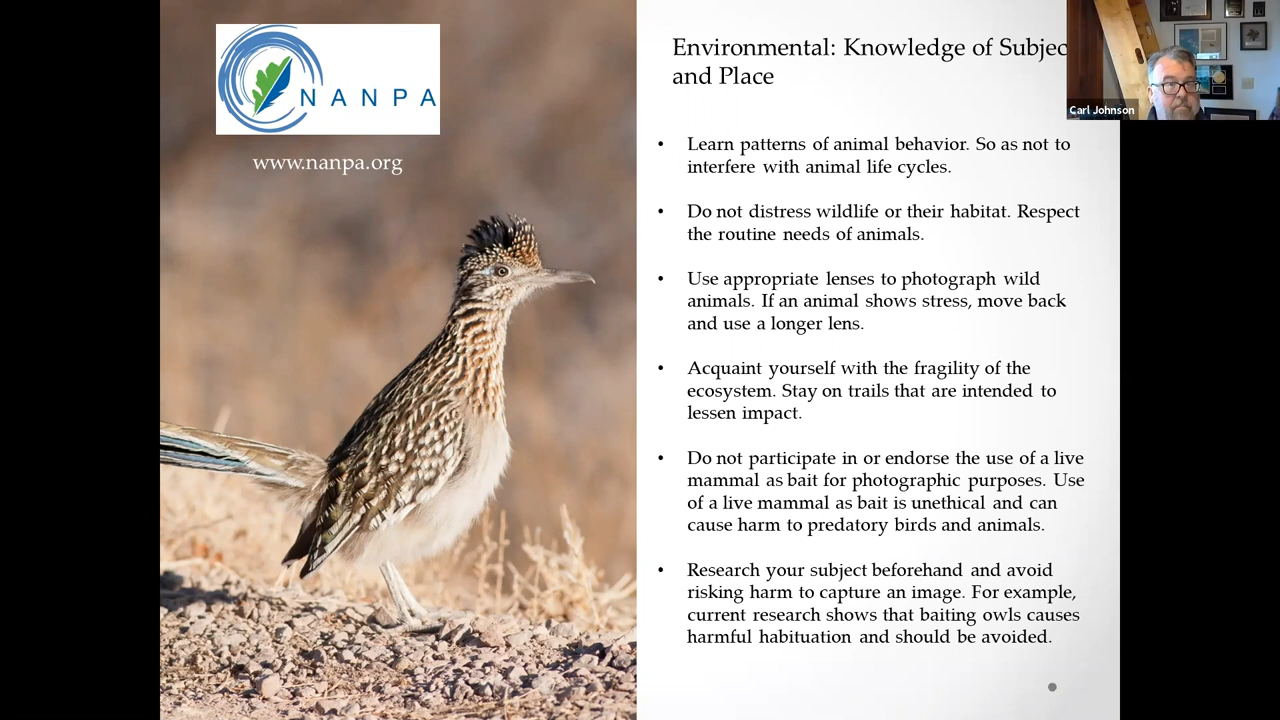 NANPA
www.nanpa.org
Environmental: Knowledge of Subjec
and Place
Carl Johnson
• Learn patterns of animal behavior. So as not to
interfere with animal life cycles.
• Do not distress wildlife or their habitat. Respect
the routine needs of animals.
• Use appropriate lenses to photograph wild
animals. If an animal shows stress, move back
and use a longer lens.
• Acquaint yourself with the fragility of the
ecosystem. Stay on trails that are intended to
lessen impact.
• Do not participate in or endorse the use of a live
mammal as bait for photographic purposes. Use
of a live mammal as bait is unethical and can
cause harm to predatory birds and animals.
• Research your subject beforehand and avoid
risking harm to capture an image. For example,
current research shows that baiting owls causes
harmful habituation and should be avoided.